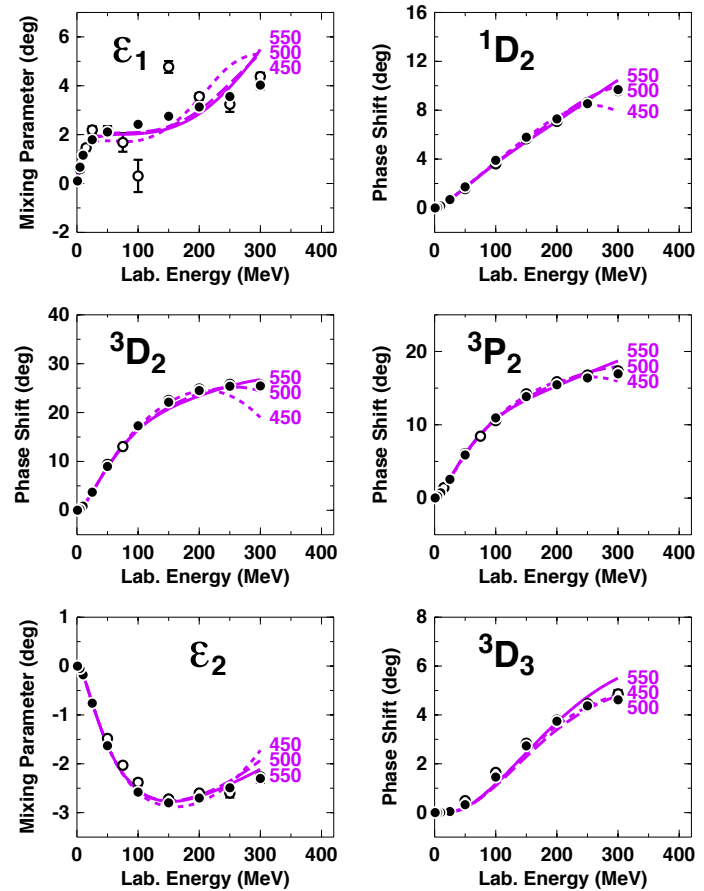 Mixing Parameter (deg)
6
4
2
0
-2
ε1
550
500
450
0 100 200 300 400
Lab. Energy (MeV)
Phase Shift (deg)
16
12
8
4
0
¹D₂
550
500
450
0 100 200 300 400
Lab. Energy (MeV)
Phase Shift (deg)
40
30
20
10
0
³D₂
550
500
450
0 100 200 300 400
Lab. Energy (MeV)
Phase Shift (deg)
20
10
0
³P₂
550
500
450
0 100 200 300 400
Lab. Energy (MeV)
Mixing Parameter (deg)
1
0
-1
-2
-3
ε2
450
500
550
0 100 200 300 400
Lab. Energy (MeV)
Phase Shift (deg)
8
6
4
2
0
³D₃
550
450
500
0 100 200 300 400
Lab. Energy (MeV)